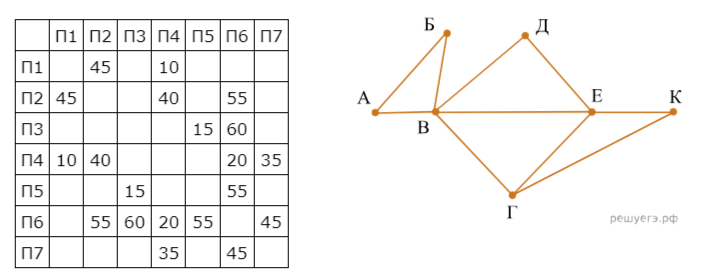 П1 П2 П3 П4 П5 П6 П7
П1 45 10
П2 45 40 55
П3 15 60
П4 10 40 20 35
П5 15 55
П6 55 60 20 55 45
П7 35 45
Б
Д
А
В
Е
К
Г
решуегэ.рф